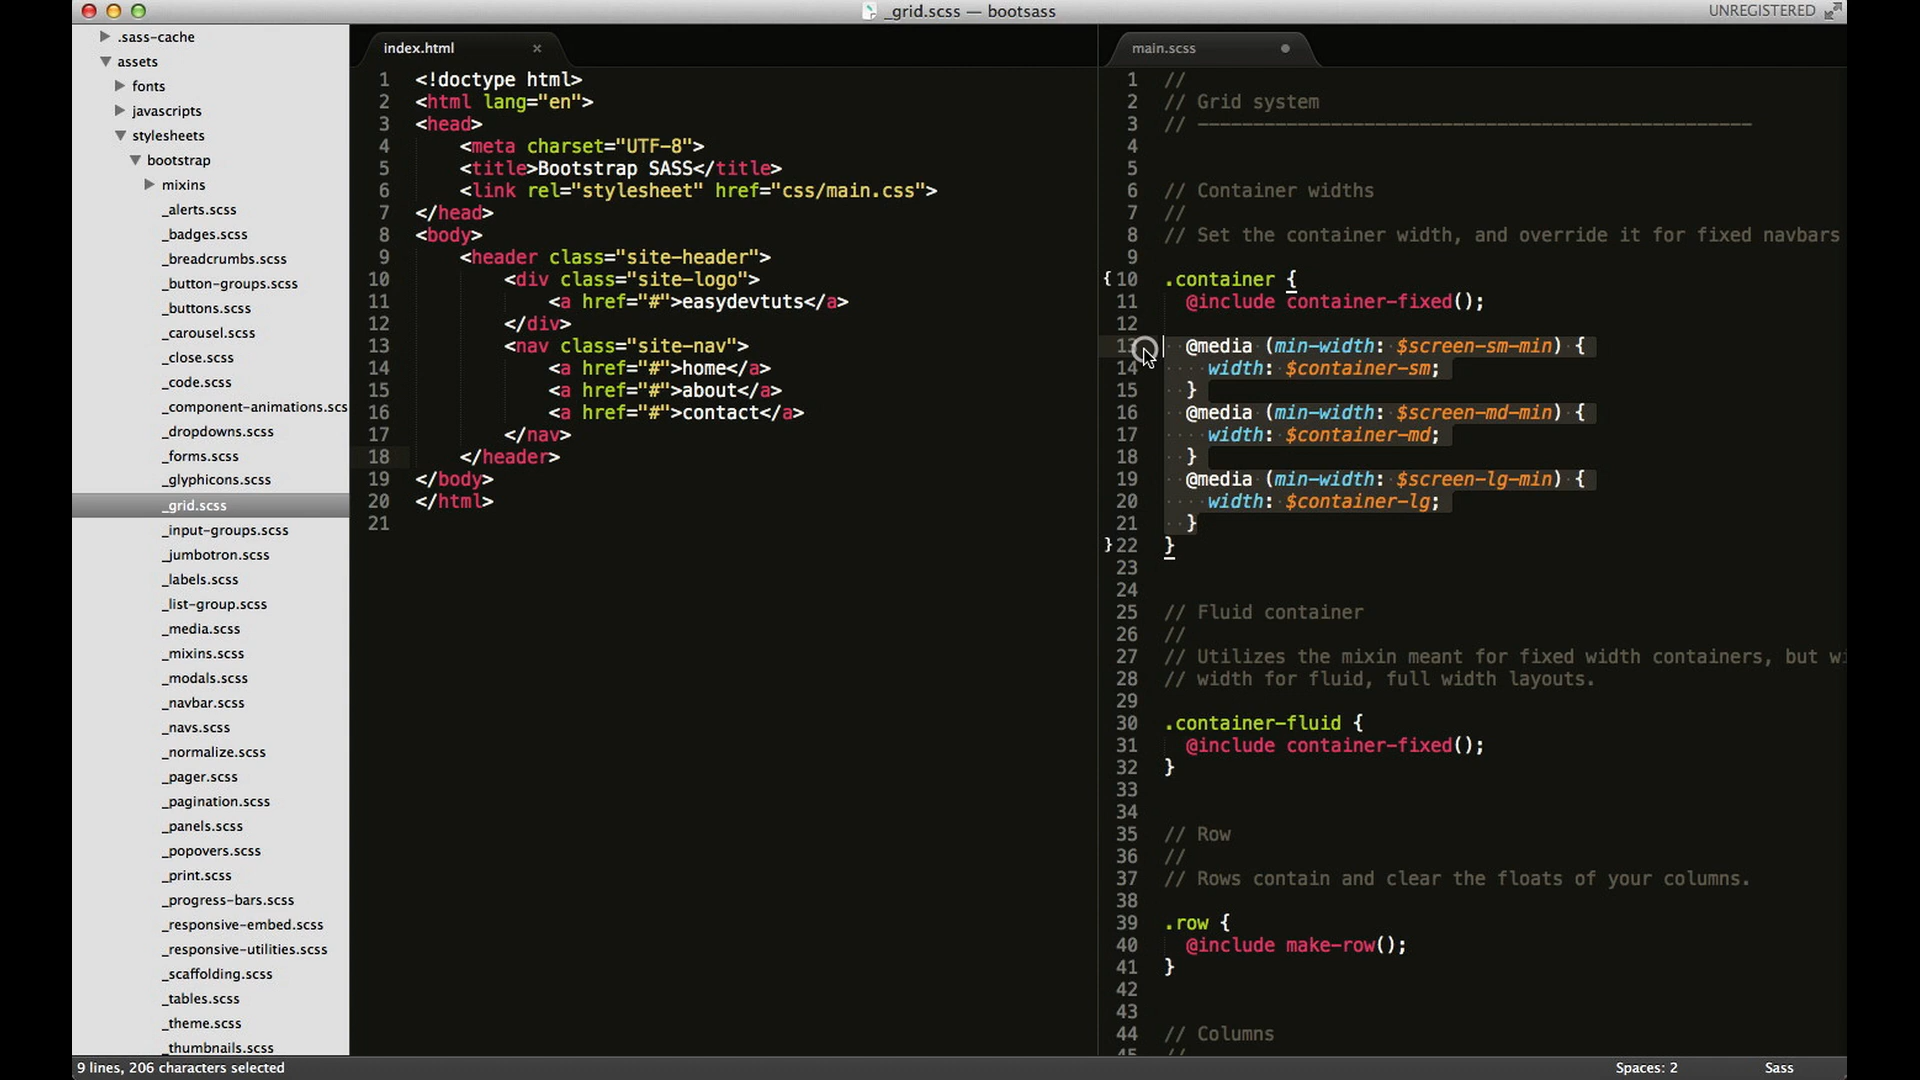 _grid.scss — bootsass
UNREGISTERED
.sass-cache
assets
fonts
javascripts
stylesheets
bootstrap
mixins
_alerts.scss
_badges.scss
_breadcrumbs.scss
_button-groups.scss
_buttons.scss
_carousel.scss
_close.scss
_code.scss
_component-animations.scs
_dropdowns.scss
_forms.scss
_glyphicons.scss
_grid.scss
_input-groups.scss
_jumbotron.scss
_labels.scss
_list-group.scss
_media.scss
_mixins.scss
_modals.scss
_navbar.scss
_navs.scss
_normalize.scss
_pager.scss
_pagination.scss
_panels.scss
_popovers.scss
_print.scss
_progress-bars.scss
_responsive-embed.scss
_responsive-utilities.scss
_scaffolding.scss
_tables.scss
_theme.scss
_thumbnails.scss
index.html ×
1 <!doctype html>
2 <html lang="en">
3 <head>
4 <meta charset="UTF-8">
5 <title>Bootstrap SASS</title>
6 <link rel="stylesheet" href="css/main.css">
7 </head>
8 <body>
9 <header class="site-header">
10 <div class="site-logo">
11 <a href="#">easydevtuts</a>
12 </div>
13 <nav class="site-nav">
14 <a href="#">home</a>
15 <a href="#">about</a>
16 <a href="#">contact</a>
17 </nav>
18 </header>
19 </body>
20 </html>
21
main.scss
1 //
2 // Grid system
3 // --------------------------------------------------
4
5
6 // Container widths
7 //
8 // Set the container width, and override it for fixed navbars
9
{ 10 .container {
11 @include container-fixed();
12
13 @media (min-width: $screen-sm-min) {
14 width: $container-sm;
15 }
16 @media (min-width: $screen-md-min) {
17 width: $container-md;
18 }
19 @media (min-width: $screen-lg-min) {
20 width: $container-lg;
21 }
} 22 }
23
24
25 // Fluid container
26 //
27 // Utilizes the mixin meant for fixed width containers, but wi
28 // width for fluid, full width layouts.
29
30 .container-fluid {
31 @include container-fixed();
32 }
33
34
35 // Row
36 //
37 // Rows contain and clear the floats of your columns.
38
39 .row {
40 @include make-row();
41 }
42
43
44 // Columns
45 //
9 lines, 206 characters selected
Spaces: 2
Sass